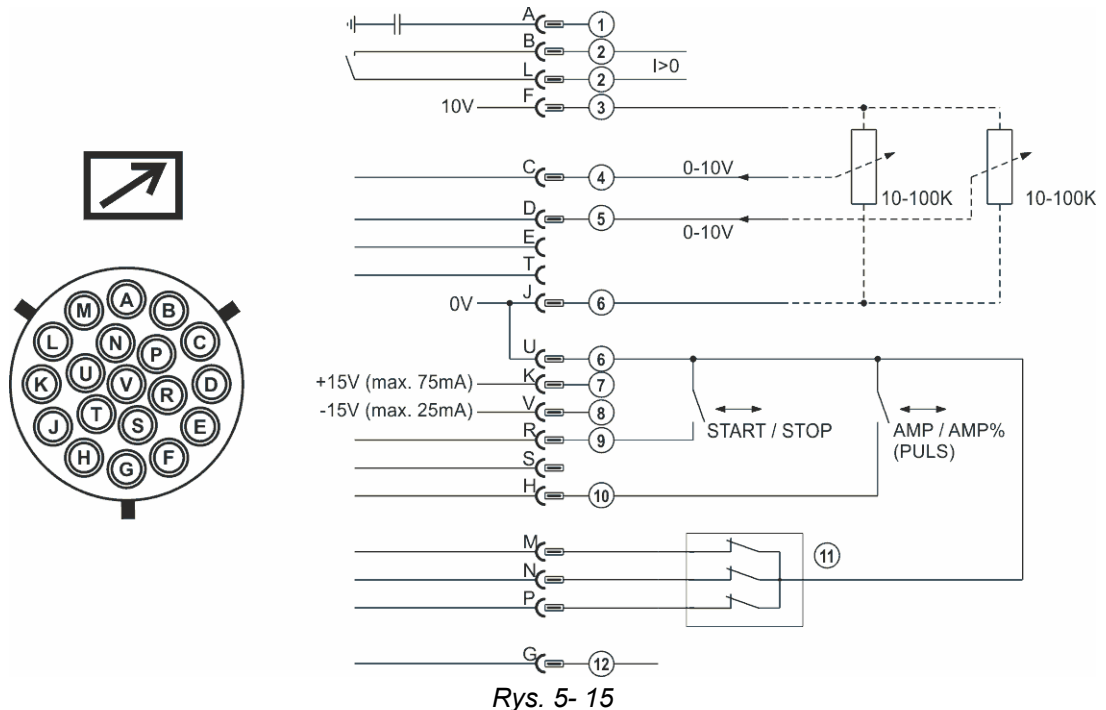 A 1
B 2
L 2 I>0
10V F 3
C 4 0-10V
10-100K 10-100K
D 5
0-10V
E
T
0V J 6
U 6
+15V (max. 75mA) K 7
-15V (max. 25mA) V 8
R 9
START / STOP
AMP / AMP%
(PULS)
S
H 10
M 11
N
P
G 12
A
M B
N
L P C
U
K V D
R
T
J S E
H F
G
Rys. 5- 15